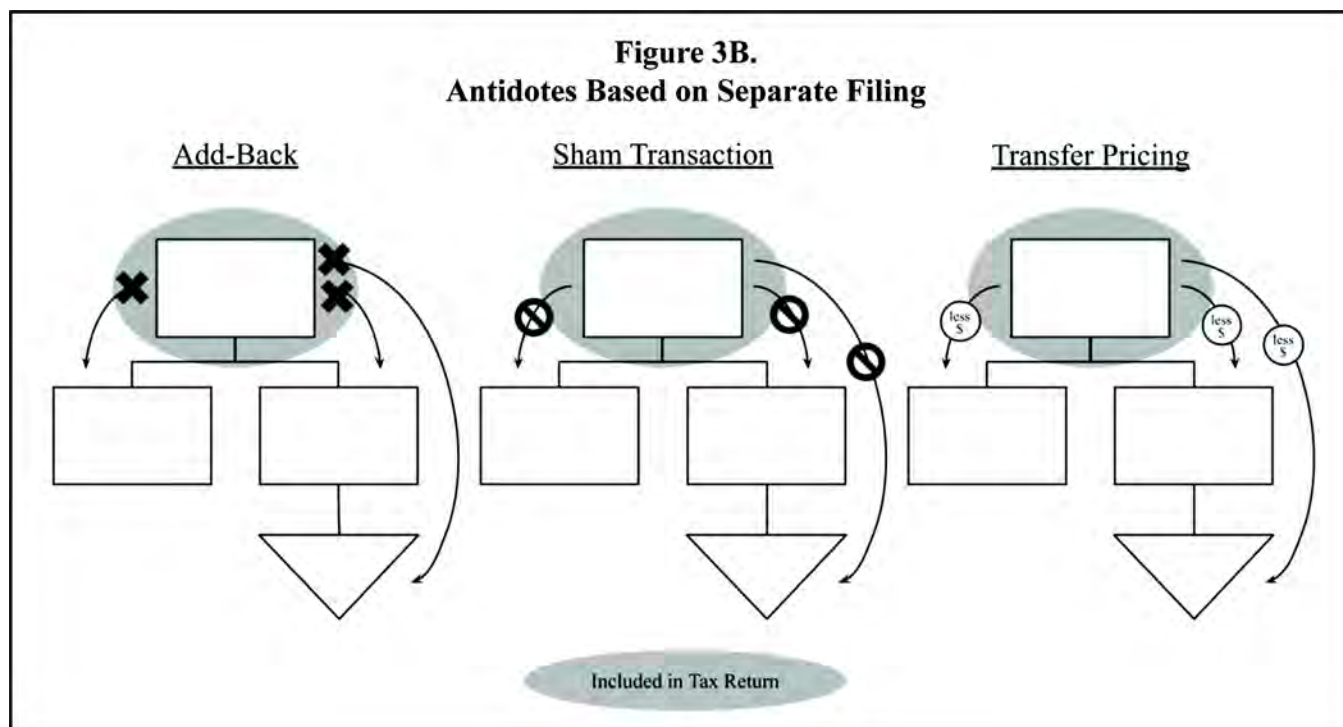 Figure 3B.
Antidotes Based on Separate Filing
Add-Back
Sham Transaction
Transfer Pricing
less
$
less
$
less
$
Included in Tax Return